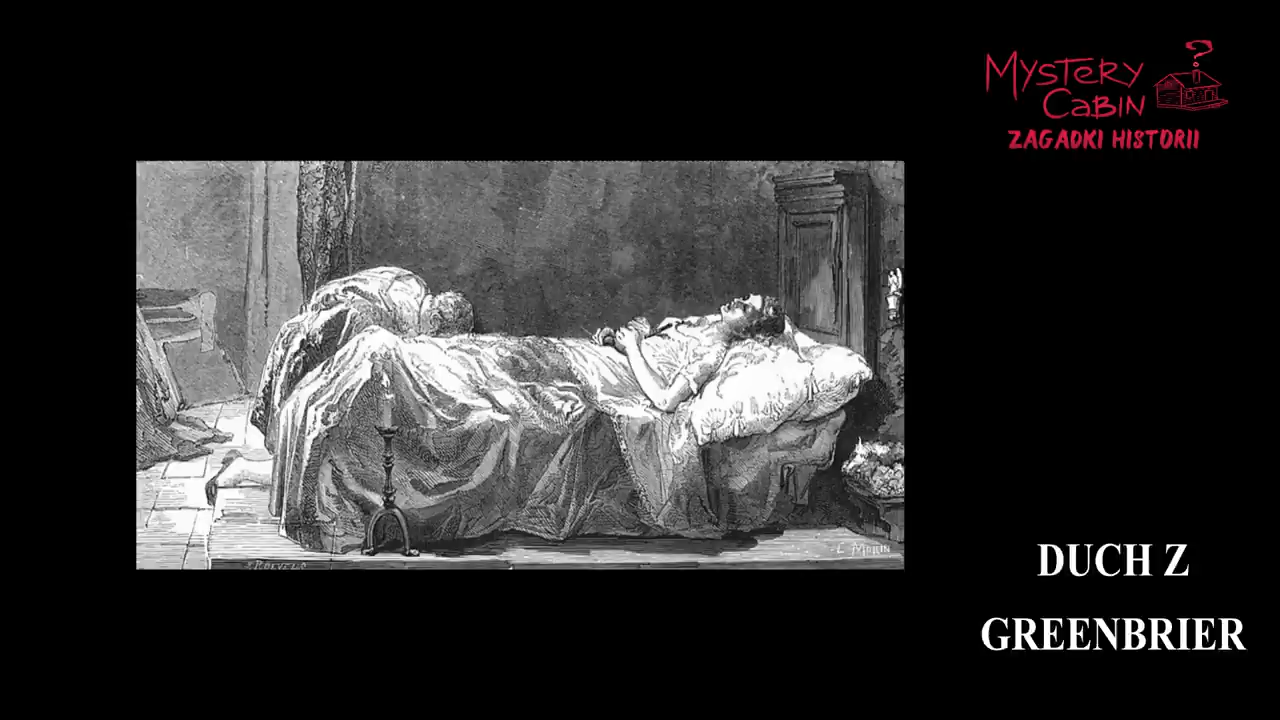 MYSTERY
CABIN
ZAGADKI HISTORII
DUCH Z
GREENBRIER